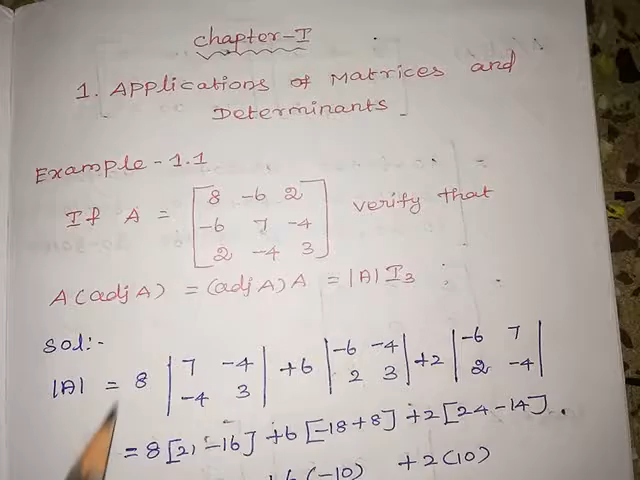 Chapter-I
1. Applications of Matrices and
Determinants
Example-1.1
If A = [8 -6 2
-6 7 -4
2 -4 3] verify that
A(adj A) = (adj A)A = |A| I₃
Sol:-
|A| = 8 |7 -4
-4 3| +6 |-6 -4
2 3| +2 |-6 7
2 -4|
= 8[21-16] +6[-18+8] +2[24-14].
+6(-10) +2(10)